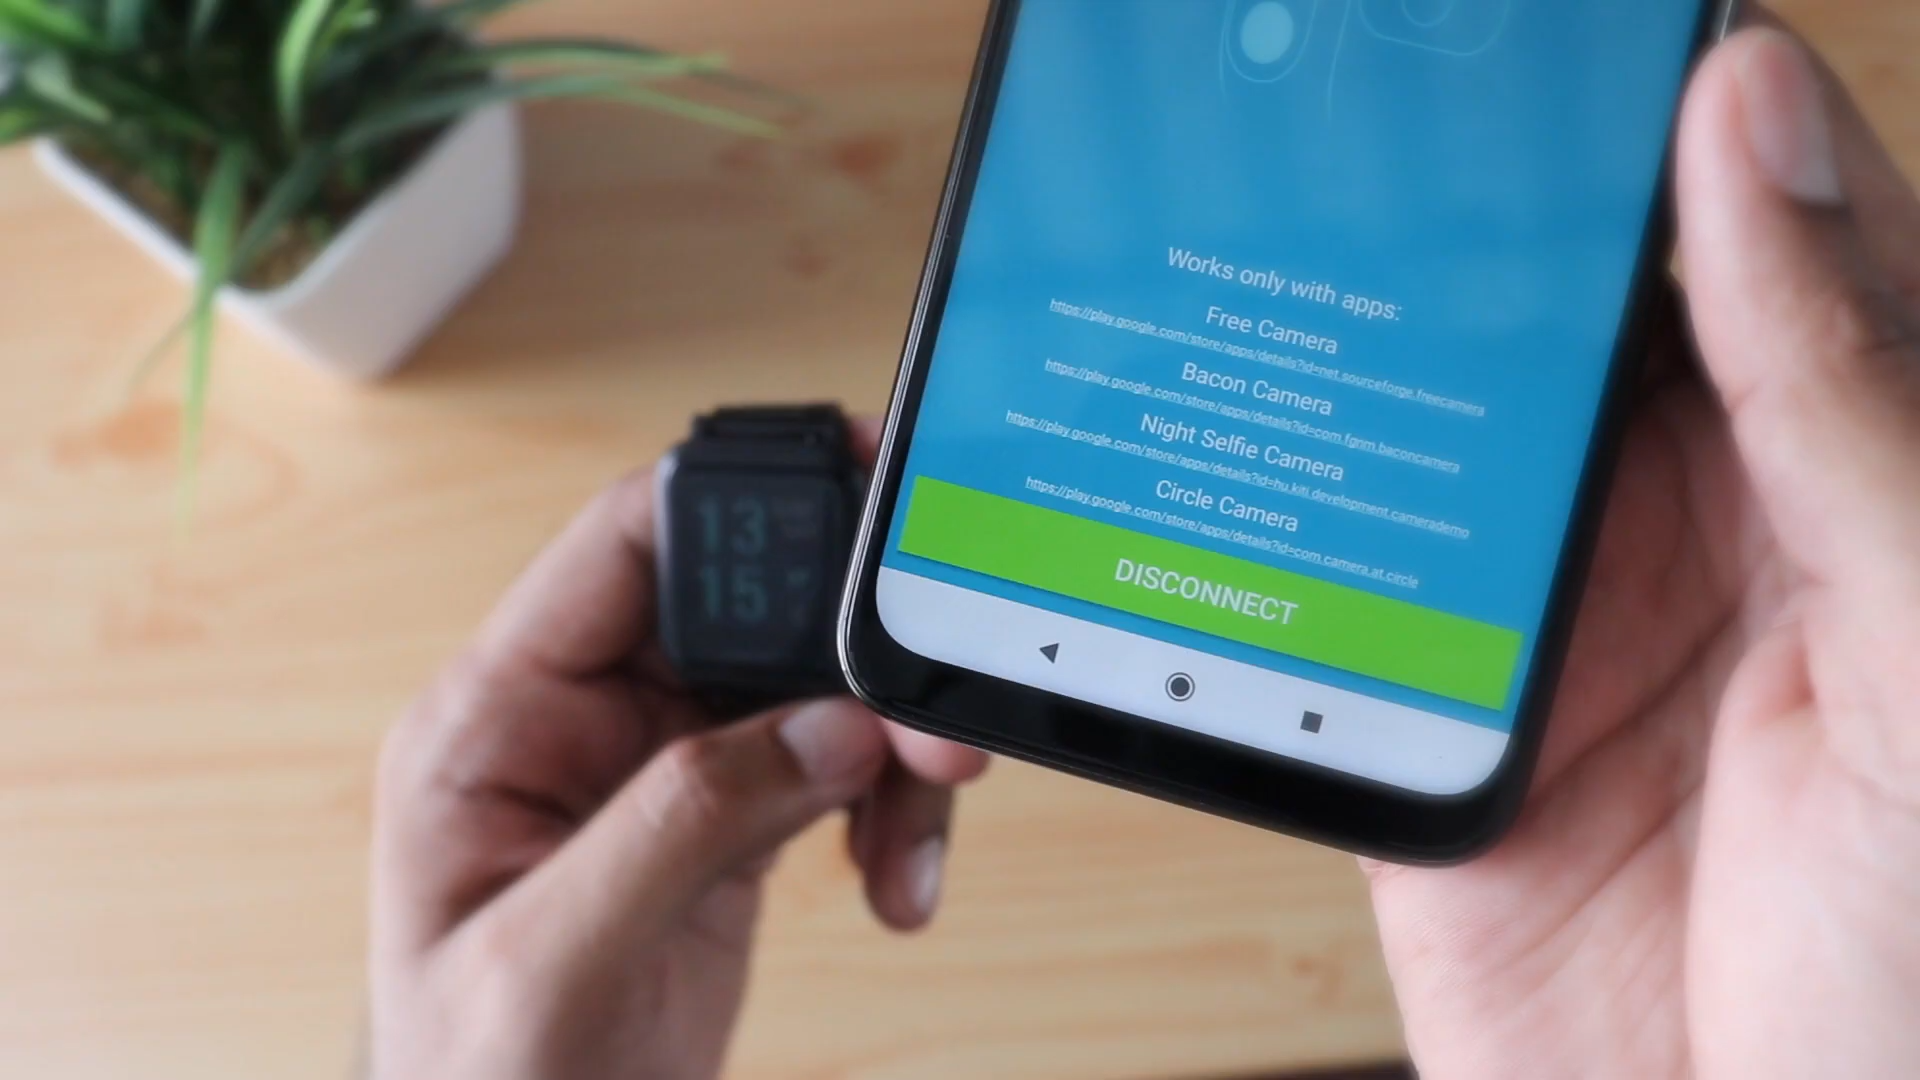 Works only with apps:
Free Camera
https://play.google.com/store/apps/details?id=net.sourceforge.freecamera
Bacon Camera
https://play.google.com/store/apps/details?id=com.fgnm.baconcamera
Night Selfie Camera
https://play.google.com/store/apps/details?id=hu.kiti.development.camerademo
Circle Camera
https://play.google.com/store/apps/details?id=com.camera.at.circle
DISCONNECT
13
15